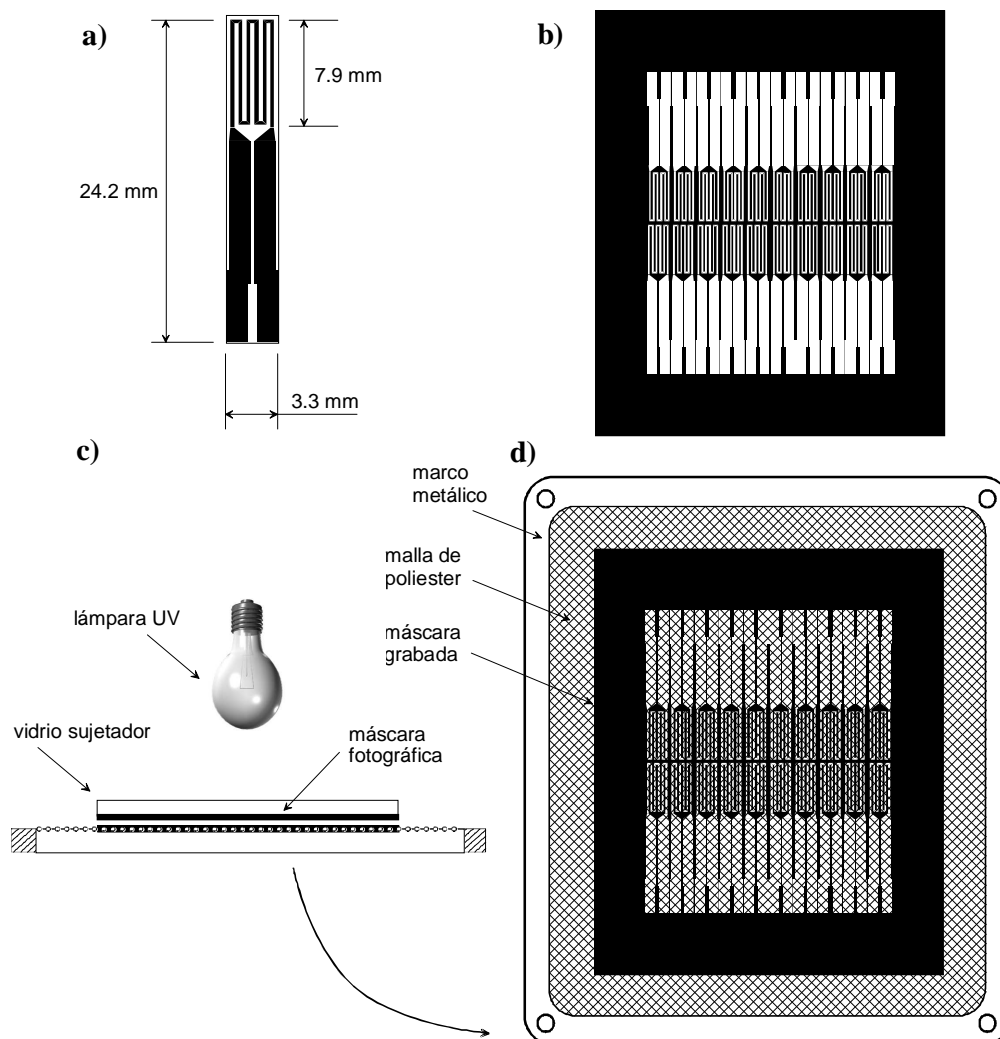 a)
7.9 mm
24.2 mm
3.3 mm
b)
c)
lámpara UV
vidrio sujetador
máscara
fotográfica
d)
marco
metálico
malla de
poliester
máscara
grabada